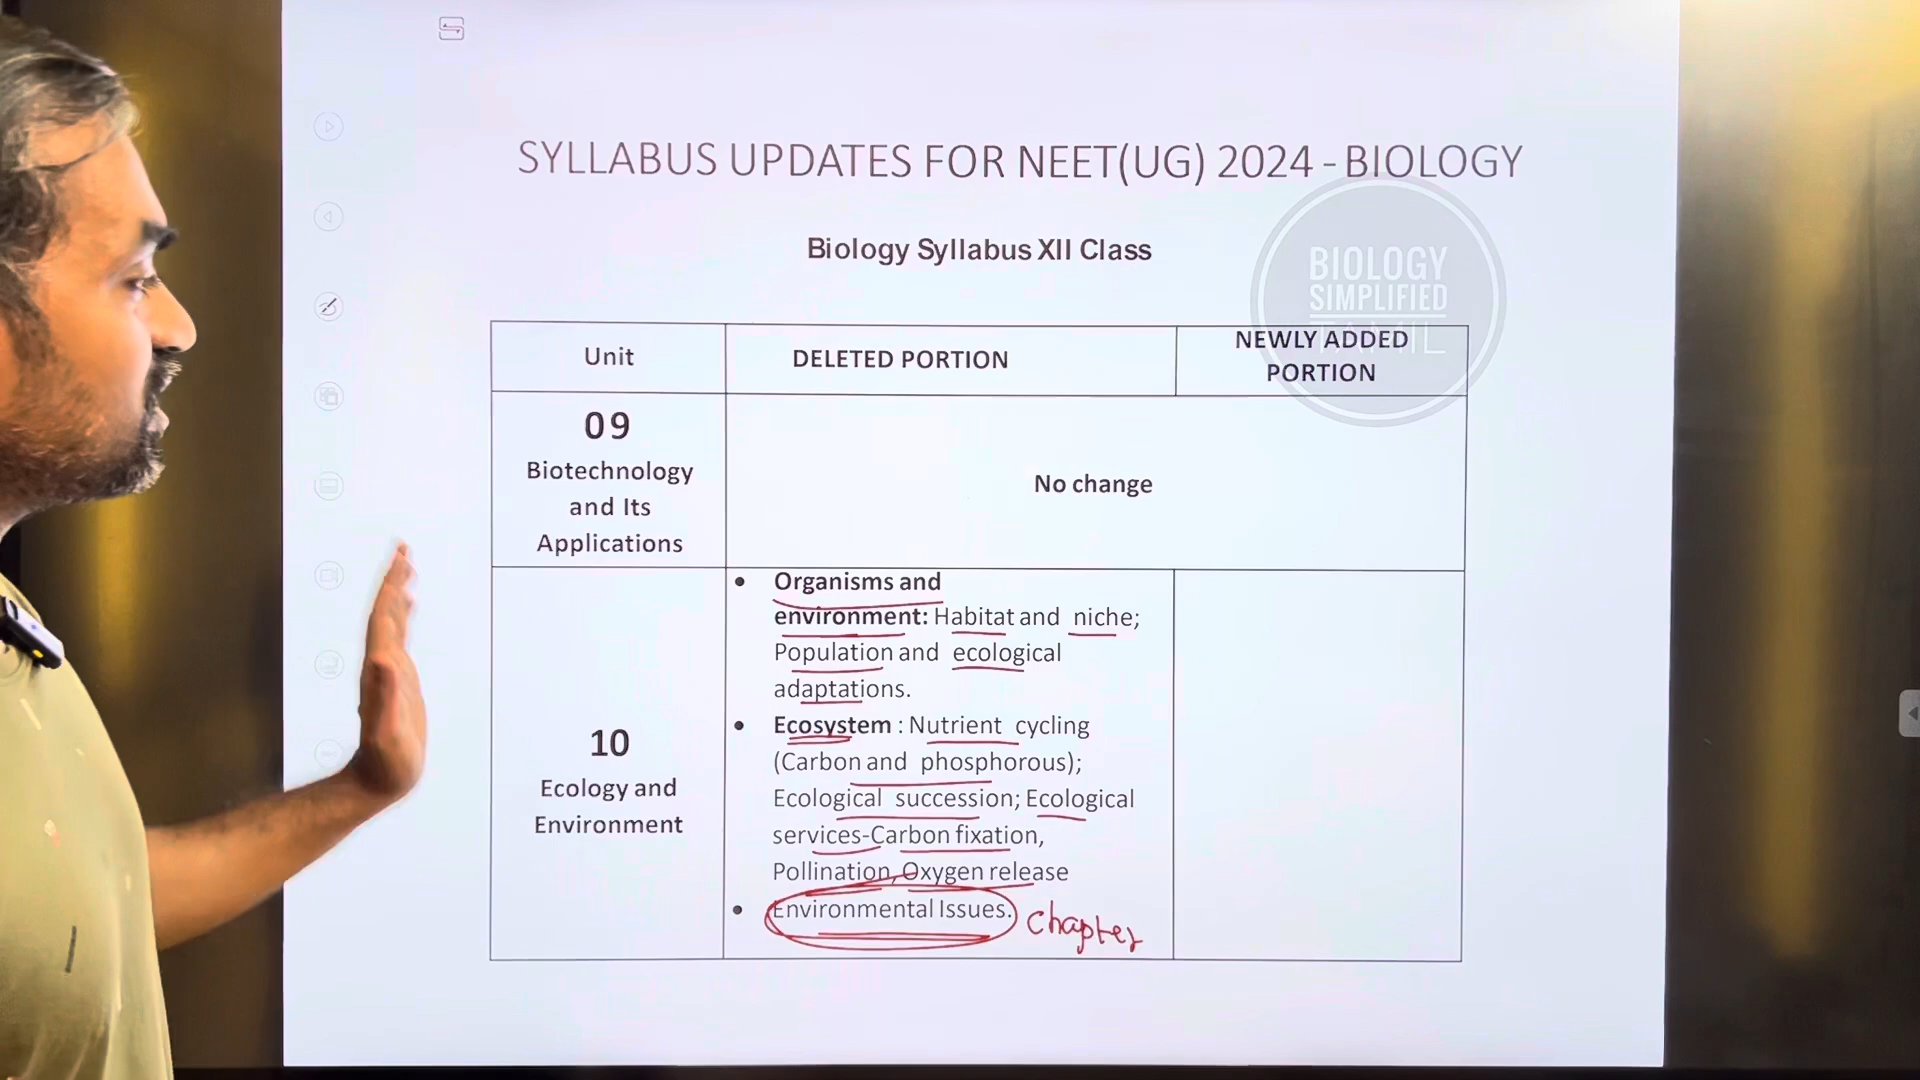 SYLLABUS UPDATES FOR NEET(UG) 2024 - BIOLOGY
Biology Syllabus XII Class
BIOLOGY
SIMPLIFIED
TAMIL
Unit
DELETED PORTION
NEWLY ADDED
PORTION
09
Biotechnology
and Its
Applications
No change
10
Ecology and
Environment
• Organisms and
environment: Habitat and niche;
Population and ecological
adaptations.
• Ecosystem : Nutrient cycling
(Carbon and phosphorous);
Ecological succession; Ecological
services-Carbon fixation,
Pollination, Oxygen release
• Environmental Issues. Chapter